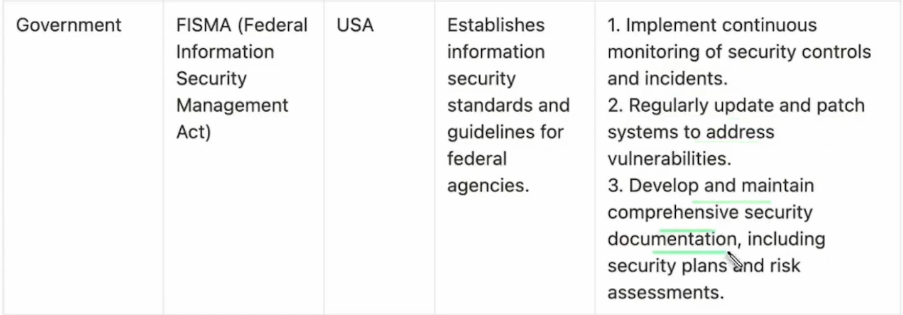 Government
FISMA (Federal
Information
Security
Management
Act)
USA
Establishes
information
security
standards and
guidelines for
federal
agencies.
1. Implement continuous
monitoring of security controls
and incidents.
2. Regularly update and patch
systems to address
vulnerabilities.
3. Develop and maintain
comprehensive security
documentation, including
security plans and risk
assessments.